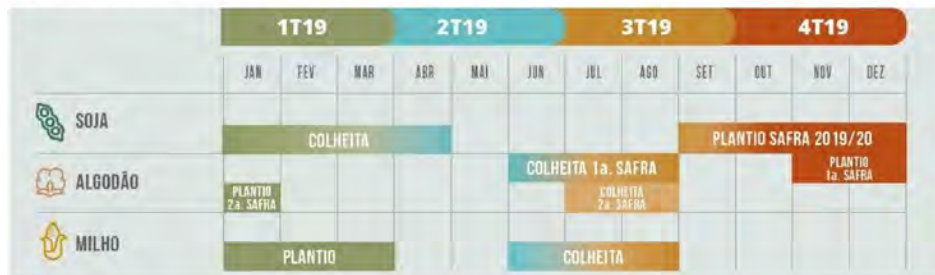 1T19 2T19 3T19 4T19
JAN FEV MAR ABR MAI JUN JUL AGO SET OUT NOV DEZ
SOJA
COLHEITA
PLANTIO SAFRA 2019/20
ALGODÃO
COLHEITA 1a. SAFRA
PLANTIO
1a. SAFRA
PLANTIO
2a. SAFRA
COLHEITA
2a. SAFRA
MILHO
PLANTIO
COLHEITA